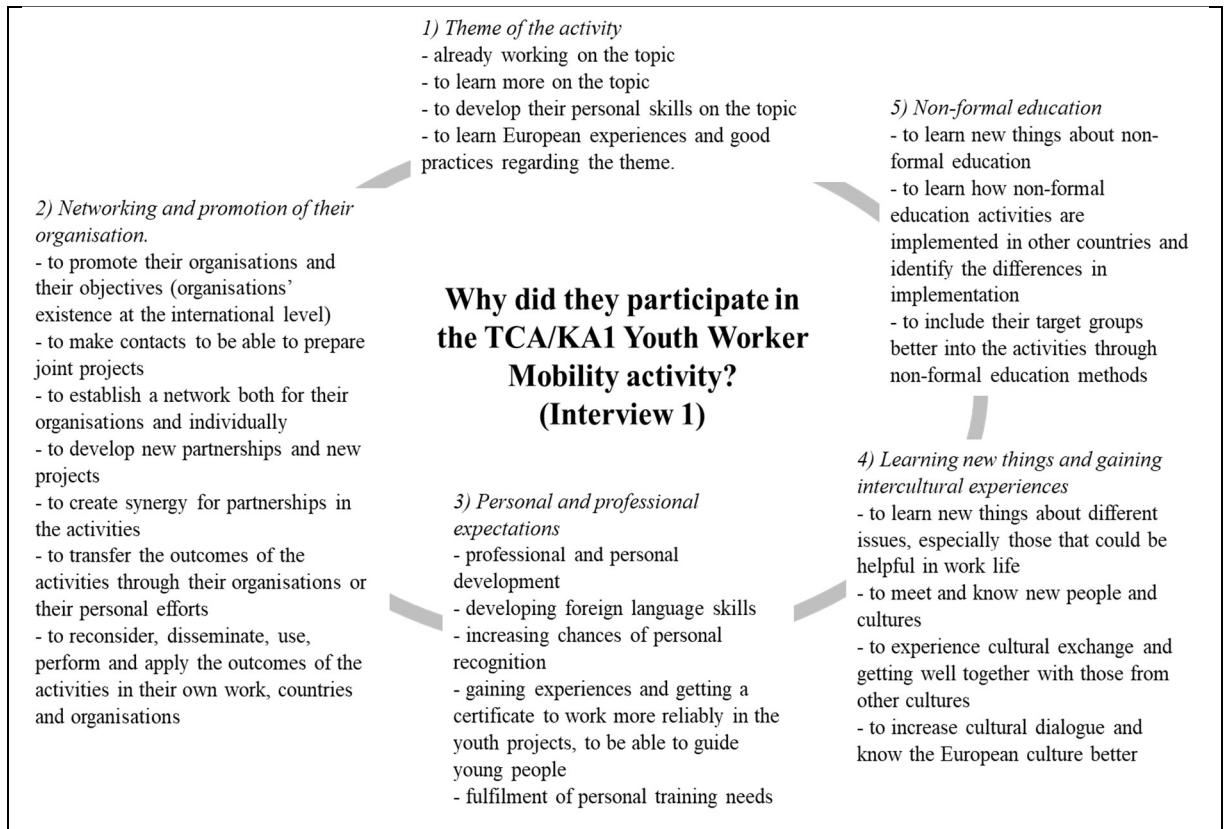 1) Theme of the activity
- already working on the topic
- to learn more on the topic
- to develop their personal skills on the topic
- to learn European experiences and good
practices regarding the theme.
2) Networking and promotion of their
organisation.
- to promote their organisations and
their objectives (organisations’
existence at the international level)
- to make contacts to be able to prepare
joint projects
- to establish a network both for their
organisations and individually
- to develop new partnerships and new
projects
- to create synergy for partnerships in
the activities
- to transfer the outcomes of the
activities through their organisations or
their personal efforts
- to reconsider, disseminate, use,
perform and apply the outcomes of the
activities in their own work, countries
and organisations
Why did they participate in
the TCA/KA1 Youth Worker
Mobility activity?
(Interview 1)
3) Personal and professional
expectations
- professional and personal
development
- developing foreign language skills
- increasing chances of personal
recognition
- gaining experiences and getting a
certificate to work more reliably in the
youth projects, to be able to guide
young people
- fulfilment of personal training needs
4) Learning new things and gaining
intercultural experiences
- to learn new things about different
issues, especially those that could be
helpful in work life
- to meet and know new people and
cultures
- to experience cultural exchange and
getting well together with those from
other cultures
- to increase cultural dialogue and
know the European culture better
5) Non-formal education
- to learn new things about non-
formal education
- to learn how non-formal
education activities are
implemented in other countries and
identify the differences in
implementation
- to include their target groups
better into the activities through
non-formal education methods